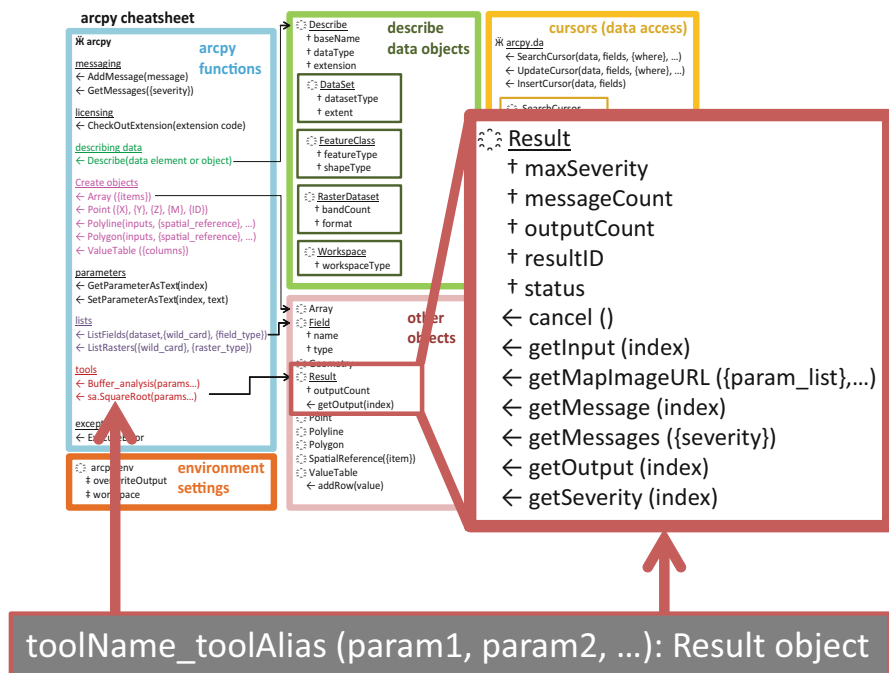 arcpy cheatsheet
Ӝ arcpy
arcpy
functions
messaging
← AddMessage(message)
← GetMessages({severity})
licensing
← CheckOutExtension(extension code)
describing data
← Describe(data element or object)
Create objects
← Array ({items})
← Point ({X}, {Y}, {Z}, {M}, {ID})
← Polyline(inputs, {spatial_reference}, ...)
← Polygon(inputs, {spatial_reference}, ...)
← ValueTable ({columns})
parameters
← GetParameterAsText(index)
← SetParameterAsText(index, text)
lists
← ListFields(dataset,{wild_card}, {field_type})
← ListRasters({wild_card}, {raster_type})
tools
← Buffer_analysis(params...)
← sa.SquareRoot(params...)
environment
settings
‡ workspace
Describe
† baseName
† dataType
† extension
describe
data objects
DataSet
† datasetType
† extent
FeatureClass
† featureType
† shapeType
RasterDataset
† bandCount
† format
Workspace
† workspaceType
other
objects
Array
Field
† name
† type
Geometry
Result
† outputCount
← getOutput(index)
Point
Polyline
Polygon
SpatialReference({item})
ValueTable
← addRow(value)
cursors (data access)
Ӝ arcpy.da
← SearchCursor(data, fields, {where}, ...)
← UpdateCursor(data, fields, {where}, ...)
← InsertCursor(data, fields)
SearchCursor
Result
† maxSeverity
† messageCount
† outputCount
† resultID
† status
← cancel ()
← getInput (index)
← getMapImageURL ({param_list},...)
← getMessage (index)
← getMessages ({severity})
← getOutput (index)
← getSeverity (index)
toolName_toolAlias (param1, param2, ...): Result object